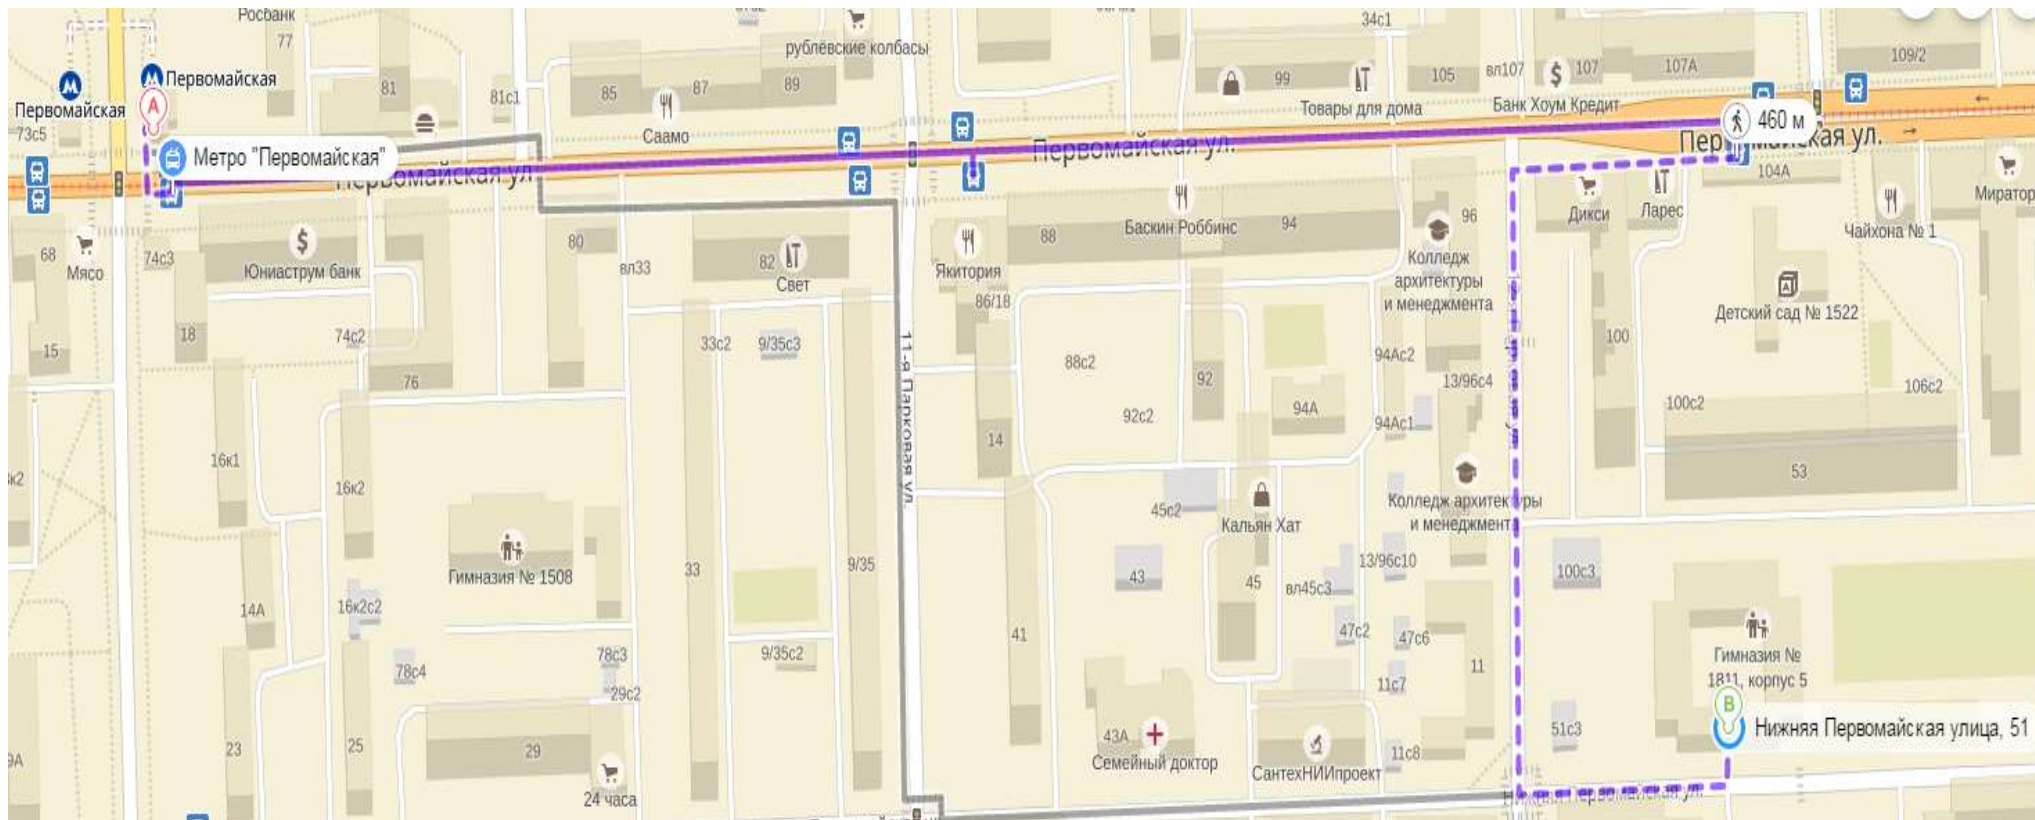 Росбанк
77
34с1
рублёвские колбасы
109/2
Первомайская
Первомайская
A
73с5
81
81с1
85
87
89
Саамо
99
Товары для дома
105
вл107
107
Банк Хоум Кредит
107А
460 м
Метро "Первомайская"
Первомайская ул.
Первомайская ул.
104А
68
Мясо
74с3
Юниаструм банк
80
вл33
82
Свет
Якитория
86/18
88
Баскин Роббинс
94
96
Колледж
архитектуры
и менеджмента
Дикси
Ларес
Чайхона № 1
Детский сад № 1522
15
18
74с2
76
33с2
9/35с3
11-я Парковая ул.
88с2
92
94Ас2
13/96с4
100
100с2
106с2
92с2
94А
94Ас1
14
16к1
16к2
Гимназия № 1508
53
45с2
Кальян Хат
Колледж архитектуры
и менеджмента
33
9/35
43
45
вл45с3
13/96с10
100с3
14А
16к2с2
41
47с2
47с6
11
78с4
78с3
29с2
9/35с2
11с7
Гимназия №
1811, корпус 5
B
Нижняя Первомайская улица, 51
51с3
23
25
29
24 часа
43А
Семейный доктор
СантехНИИпроект
11с8
Нижняя Первомайская ул.